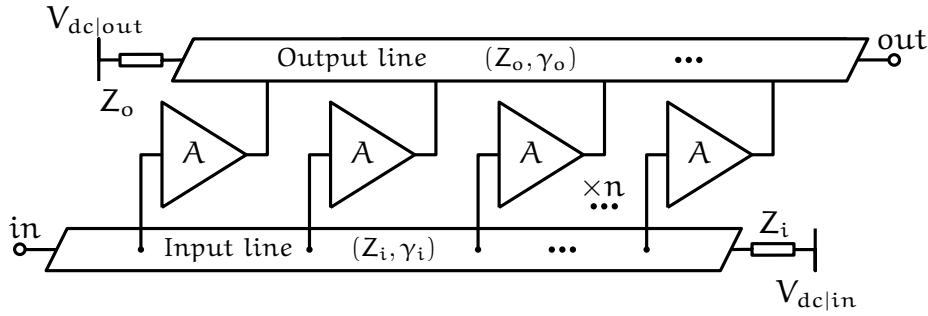 V_dc|out
Z_o
Output line (Z_o, γ_o) •••
out
A A A A
×n
•••
in
Input line (Z_i, γ_i) •••
Z_i
V_dc|in